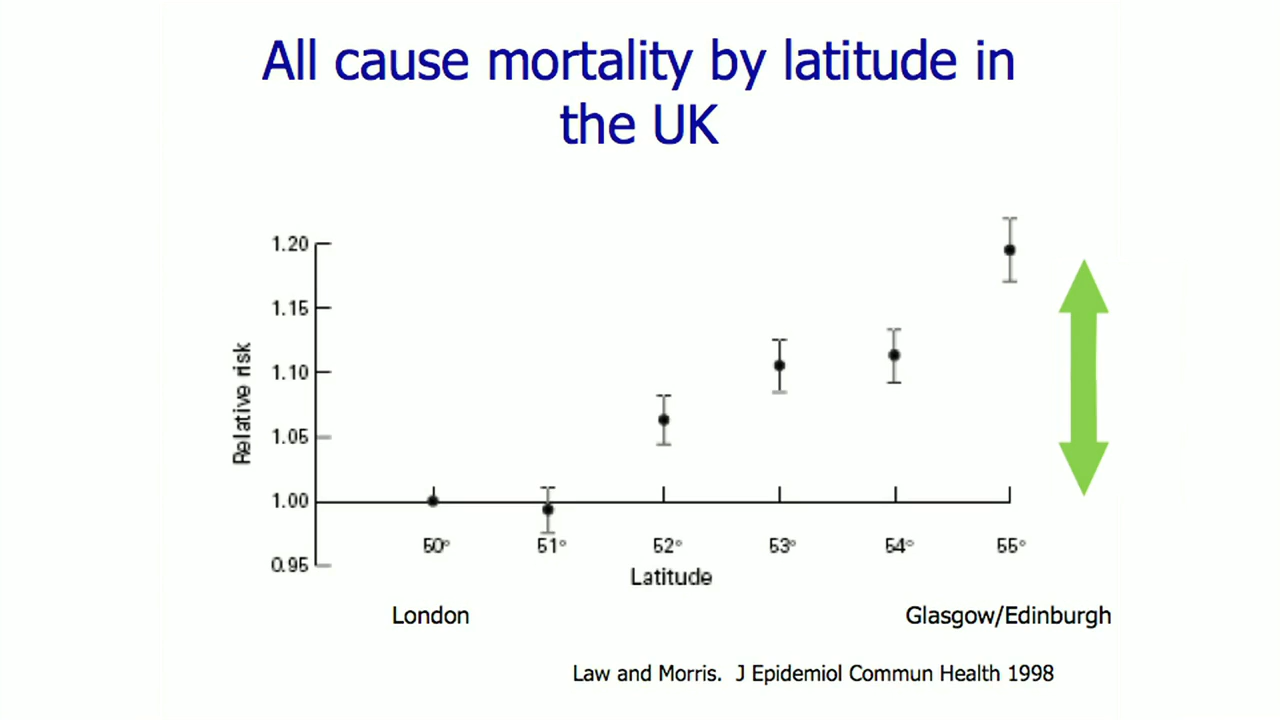 All cause mortality by latitude in
the UK
1.20
1.15
1.10
1.05
1.00
0.95
Relative risk
50° 51° 52° 53° 54° 55°
Latitude
London Glasgow/Edinburgh
Law and Morris. J Epidemiol Commun Health 1998